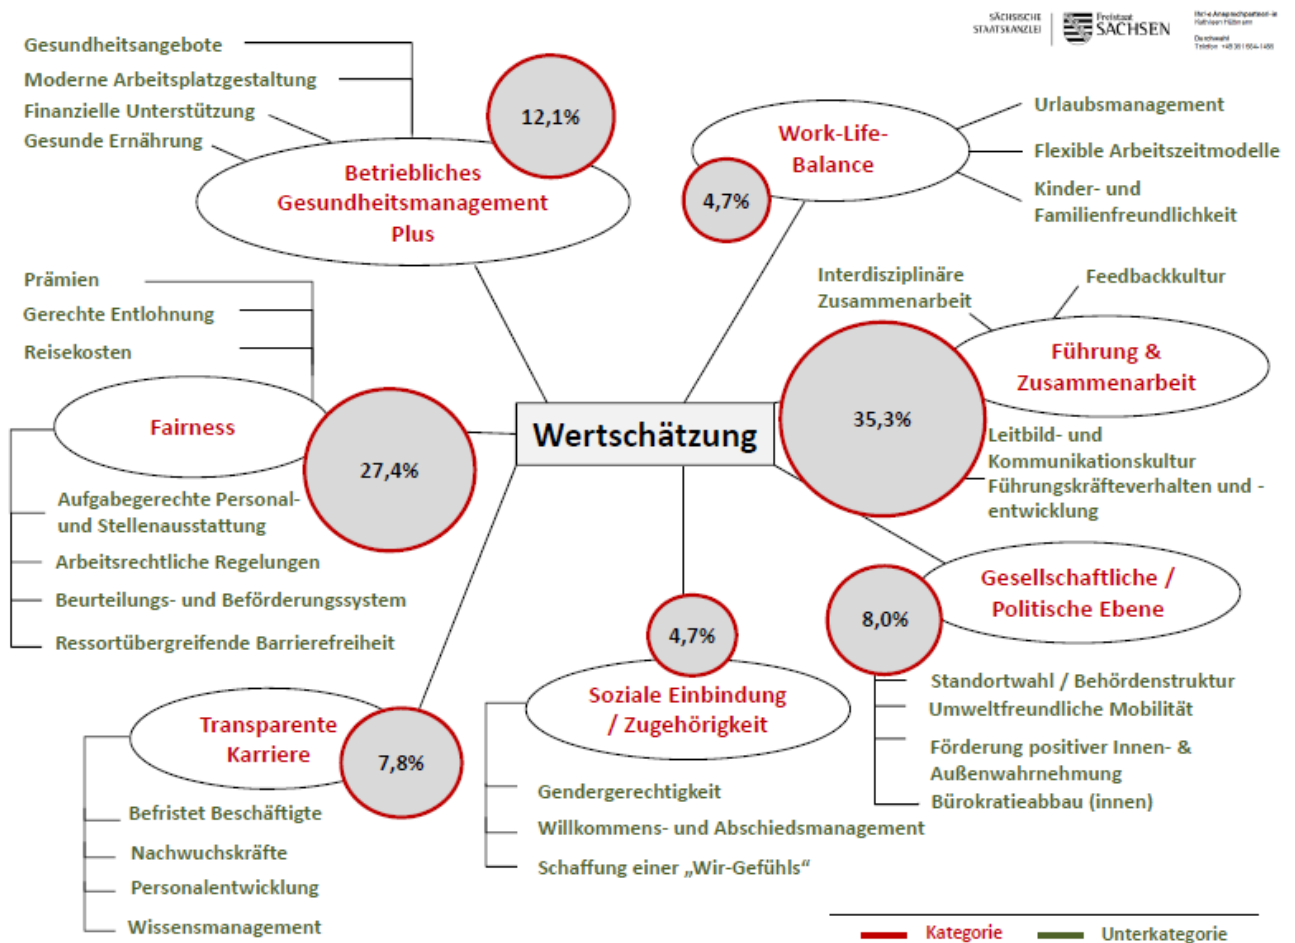 SÄCHSISCHE
STAATSKANZLEI
Freistaat
SACHSEN
Durchwahl
Gesundheitsangebote
Moderne Arbeitsplatzgestaltung
Finanzielle Unterstützung
Gesunde Ernährung
12,1%
Betriebliches
Gesundheitsmanagement
Plus
Work-Life-
Balance
4,7%
Urlaubsmanagement
Flexible Arbeitszeitmodelle
Kinder- und
Familienfreundlichkeit
Prämien
Gerechte Entlohnung
Reisekosten
Fairness
27,4%
Aufgabegerechte Personal-
und Stellenausstattung
Arbeitsrechtliche Regelungen
Beurteilungs- und Beförderungssystem
Ressortübergreifende Barrierefreiheit
Interdisziplinäre
Zusammenarbeit
Feedbackkultur
Führung &
Zusammenarbeit
35,3%
Leitbild- und
Kommunikationskultur
Führungskräfteverhalten und -
entwicklung
Wertschätzung
Gesellschaftliche /
Politische Ebene
8,0%
Standortwahl / Behördenstruktur
Umweltfreundliche Mobilität
Förderung positiver Innen- &
Außenwahrnehmung
Bürokratieabbau (innen)
Transparente
Karriere
7,8%
Befristet Beschäftigte
Nachwuchskräfte
Personalentwicklung
Wissensmanagement
4,7%
Soziale Einbindung
/ Zugehörigkeit
Gendergerechtigkeit
Willkommens- und Abschiedsmanagement
Schaffung einer „Wir-Gefühls“
Kategorie
Unterkategorie